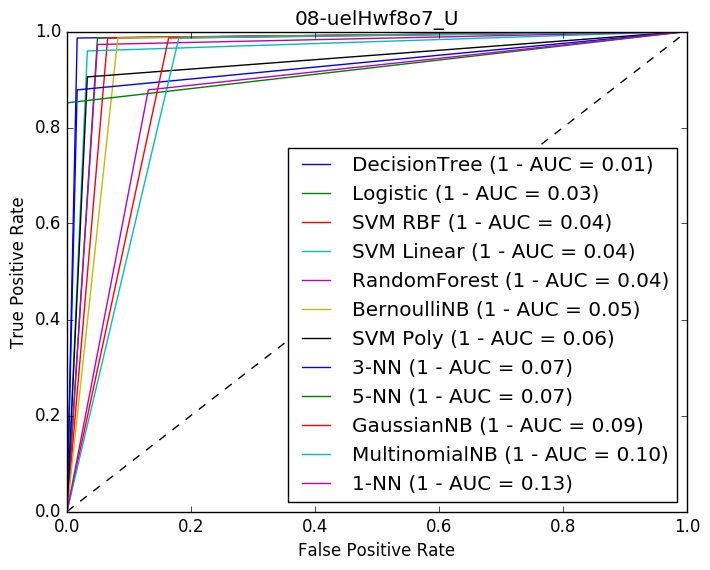 08-uelHwf8o7_U
1.0
0.8
0.6
0.4
0.2
0.0
True Positive Rate
DecisionTree (1 - AUC = 0.01)
Logistic (1 - AUC = 0.03)
SVM RBF (1 - AUC = 0.04)
SVM Linear (1 - AUC = 0.04)
RandomForest (1 - AUC = 0.04)
BernoulliNB (1 - AUC = 0.05)
SVM Poly (1 - AUC = 0.06)
3-NN (1 - AUC = 0.07)
5-NN (1 - AUC = 0.07)
GaussianNB (1 - AUC = 0.09)
MultinomialNB (1 - AUC = 0.10)
1-NN (1 - AUC = 0.13)
0.0 0.2 0.4 0.6 0.8 1.0
False Positive Rate